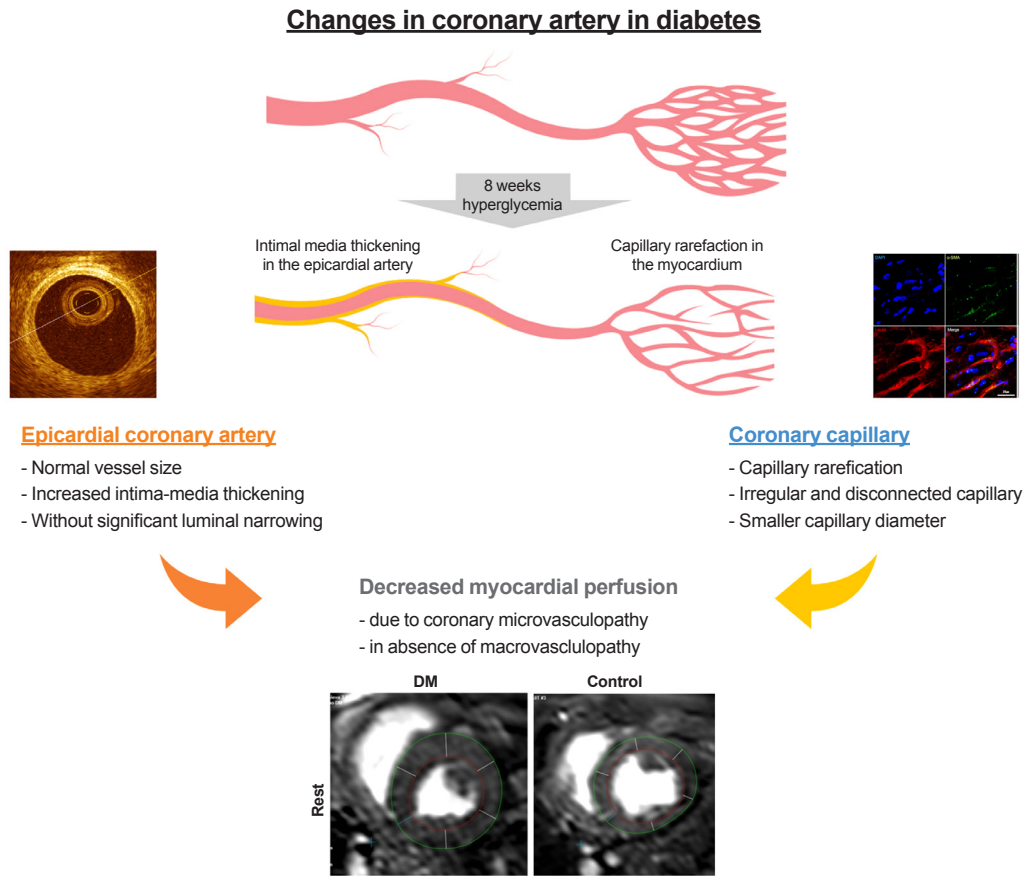 Changes in coronary artery in diabetes
8 weeks
hyperglycemia
Intimal media thickening
in the epicardial artery
Capillary rarefaction in
the myocardium
DAPI
α-SMA
Merge
Epicardial coronary artery
- Normal vessel size
- Increased intima-media thickening
- Without significant luminal narrowing
Coronary capillary
- Capillary rarefication
- Irregular and disconnected capillary
- Smaller capillary diameter
Decreased myocardial perfusion
- due to coronary microvasculopathy
- in absence of macrovasclulopathy
DM
Control
Rest